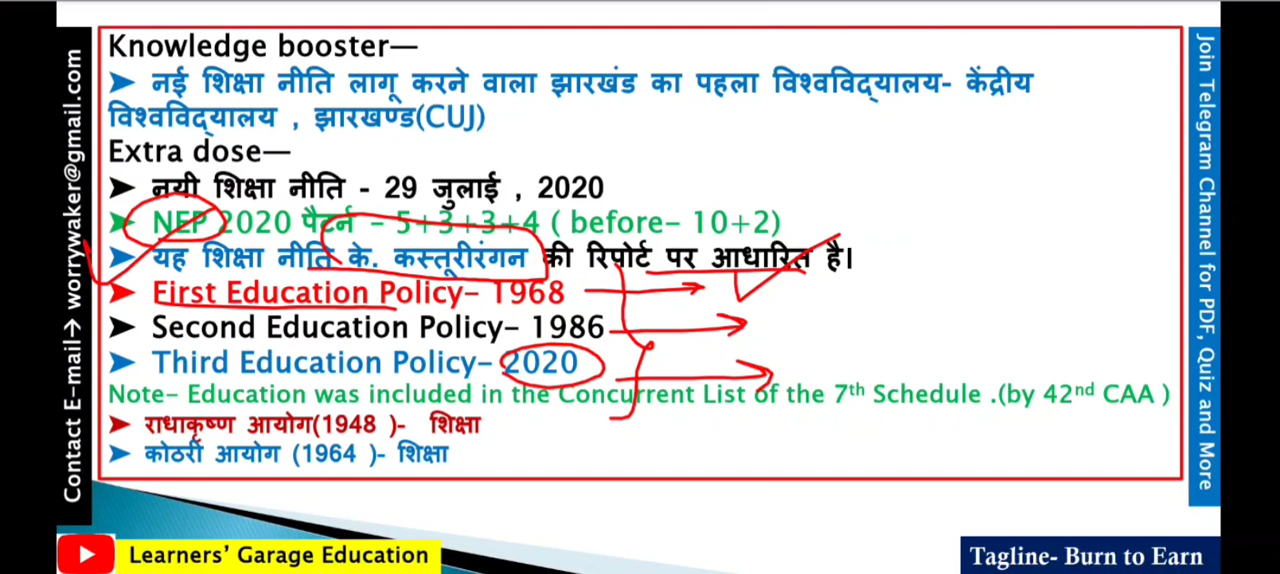 Knowledge booster—
➤ नई शिक्षा नीति लागू करने वाला झारखंड का पहला विश्वविद्यालय- केंद्रीय
विश्वविद्यालय , झारखण्ड(CUJ)
Extra dose—
➤ नयी शिक्षा नीति - 29 जुलाई , 2020
➤ NEP 2020 पैटर्न - 5+3+3+4 ( before- 10+2)
➤ यह शिक्षा नीति के. कस्तूरीरंगन की रिपोर्ट पर आधारित है।
➤ First Education Policy- 1968
➤ Second Education Policy- 1986
➤ Third Education Policy- 2020
Note- Education was included in the Concurrent List of the 7th Schedule .(by 42nd CAA )
➤ राधाकृष्ण आयोग(1948 )- शिक्षा
➤ कोठरी आयोग (1964 )- शिक्षा
Contact E-mail→ worrywaker@gmail.com
Join Telegram Channel for PDF, Quiz and More
Learners’ Garage Education
Tagline- Burn to Earn